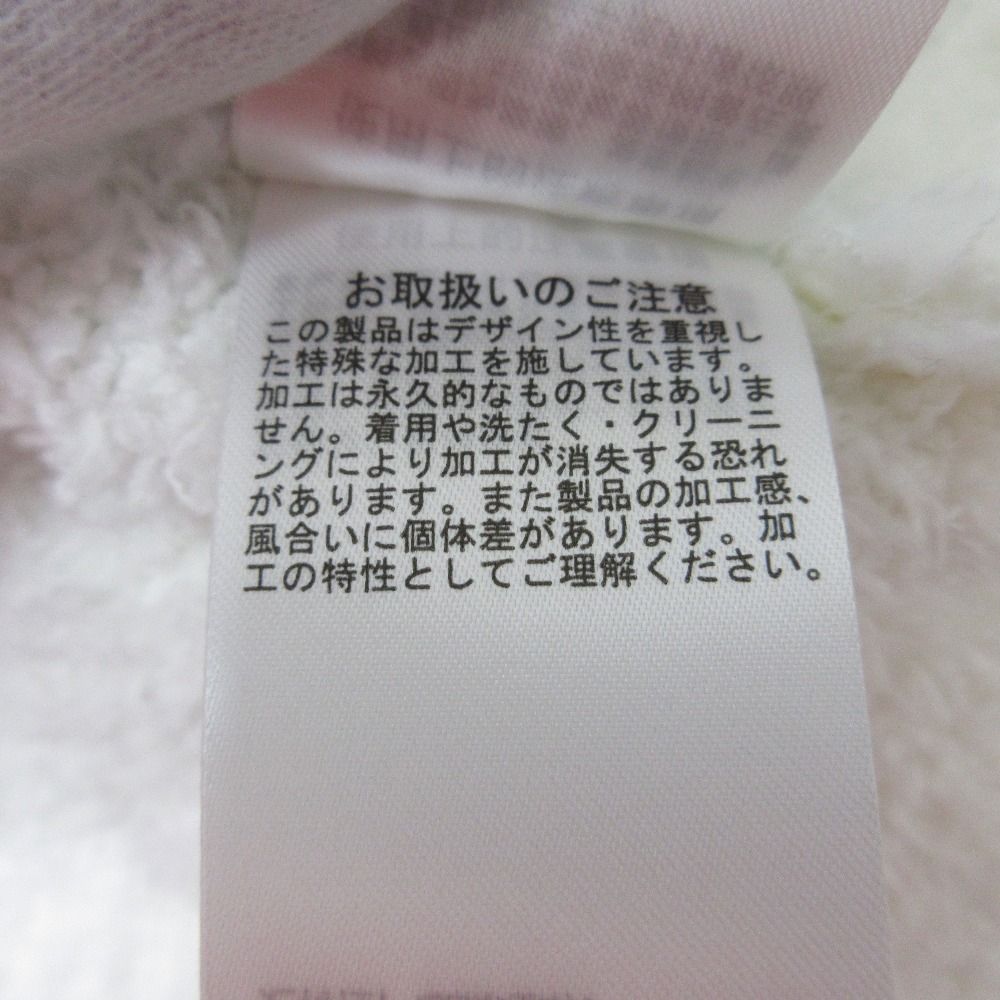 お取扱いのご注意
この製品はデザイン性を重視し
た特殊な加工を施しています。
加工は永久的なものではありま
せん。着用や洗たく・クリーニ
ングにより加工が消失する恐れ
があります。また製品の加工感、
風合いに個体差があります。加
工の特性としてご理解ください。